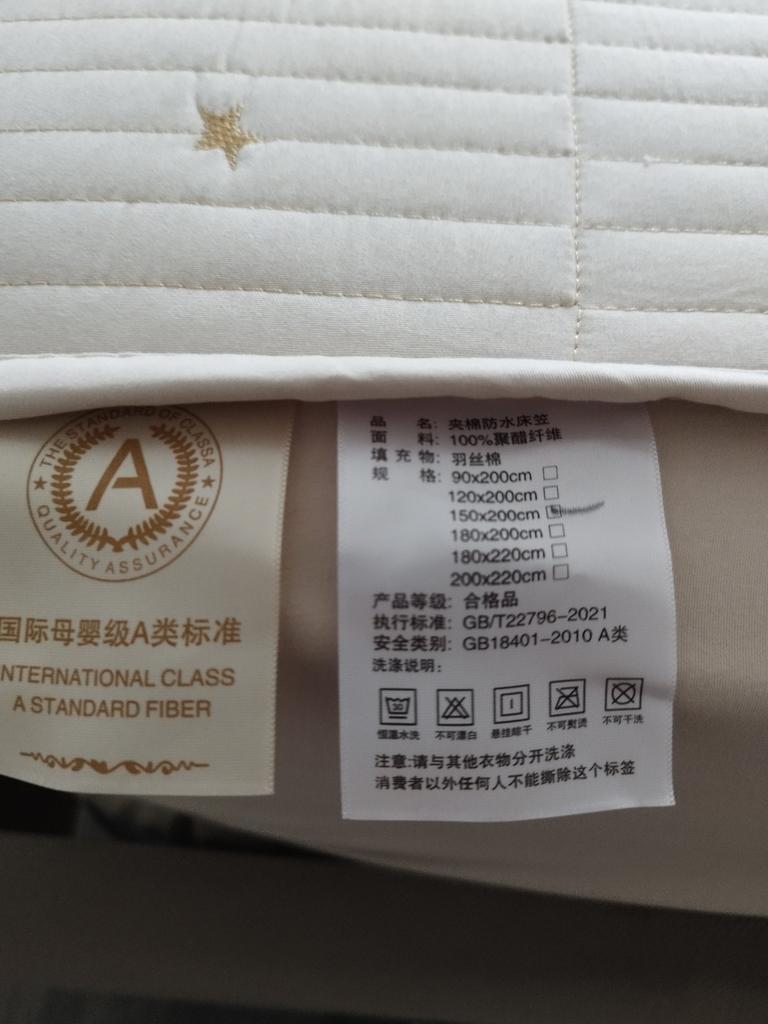 THE STANDARD OF CLASSA
A
QUALITY ASSURANCE
国际母婴级A类标准
INTERNATIONAL CLASS
A STANDARD FIBER
品 名: 夹棉防水床笠
面 料: 100%聚醋纤维
填 充 物: 羽丝棉
规 格: 90x200cm □
120x200cm □
150x200cm □
180x200cm □
180x220cm □
200x220cm □
产品等级: 合格品
执行标准: GB/T22796-2021
安全类别: GB18401-2010 A类
洗涤说明:
30
恒温水洗 不可漂白 悬挂晾干 不可熨烫 不可干洗
注意:请与其他衣物分开洗涤
消费者以外任何人不能撕除这个标签